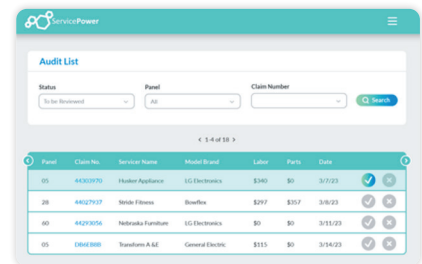 ServicePower
Audit List
Status Panel Claim Number
To be Reviewed All Search
< 1-4 of 18 >
Panel Claim No. Servicer Name Model Brand Labor Parts Date
05 44303970 Husker Appliance LG Electronics $340 $0 3/7/23
28 44027937 Stride Fitness Bowflex $297 $357 3/8/23
60 44293056 Nebraska Furniture LG Electronics $0 $0 3/11/23
05 DB6EB8B Transform A &E General Electric $115 $0 3/14/23